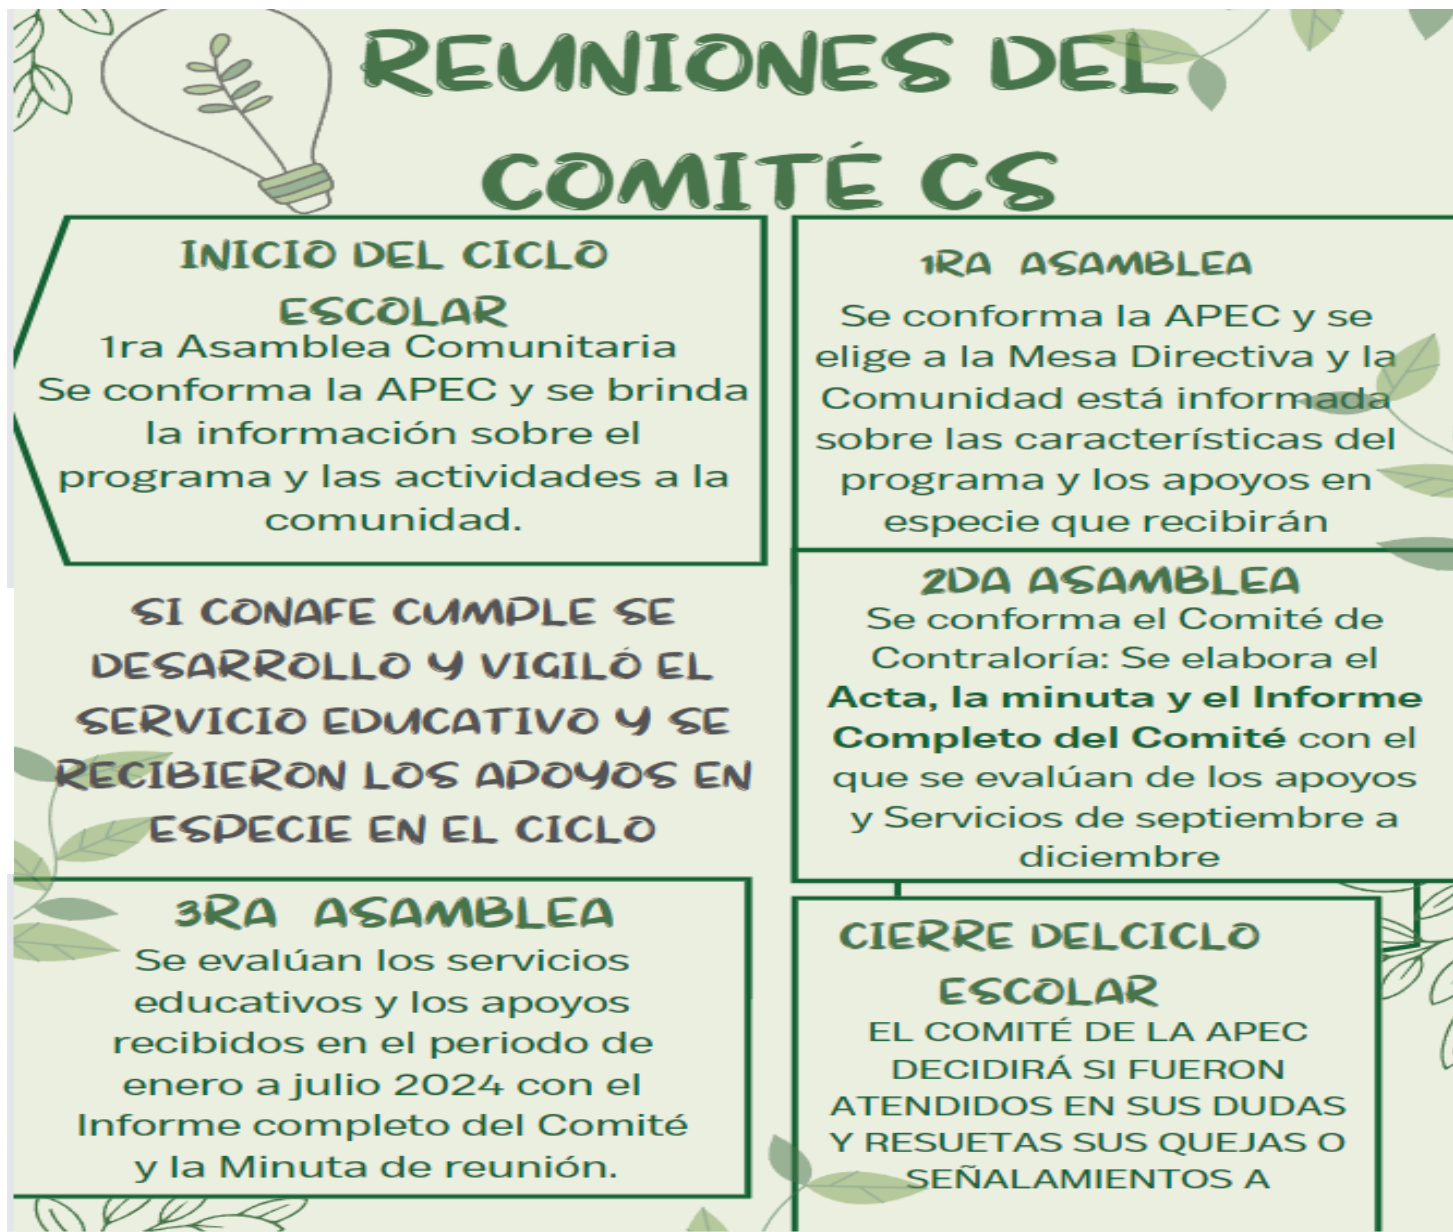 REUNIONES DEL
COMITÉ CS
INICIO DEL CICLO
ESCOLAR
1ra Asamblea Comunitaria
Se conforma la APEC y se brinda
la información sobre el
programa y las actividades a la
comunidad.
1RA ASAMBLEA
Se conforma la APEC y se
elige a la Mesa Directiva y la
Comunidad está informada
sobre las características del
programa y los apoyos en
especie que recibirán
SI CONAFE CUMPLE SE
DESARROLLO Y VIGILÓ EL
SERVICIO EDUCATIVO Y SE
RECIBIERON LOS APOYOS EN
ESPECIE EN EL CICLO
2DA ASAMBLEA
Se conforma el Comité de
Contraloría: Se elabora el
Acta, la minuta y el Informe
Completo del Comité con el
que se evalúan de los apoyos
y Servicios de septiembre a
diciembre
3RA ASAMBLEA
Se evalúan los servicios
educativos y los apoyos
recibidos en el periodo de
enero a julio 2024 con el
Informe completo del Comité
y la Minuta de reunión.
CIERRE DELCICLO
ESCOLAR
EL COMITÉ DE LA APEC
DECIDIRÁ SI FUERON
ATENDIDOS EN SUS DUDAS
Y RESUETAS SUS QUEJAS O
SEÑALAMIENTOS A